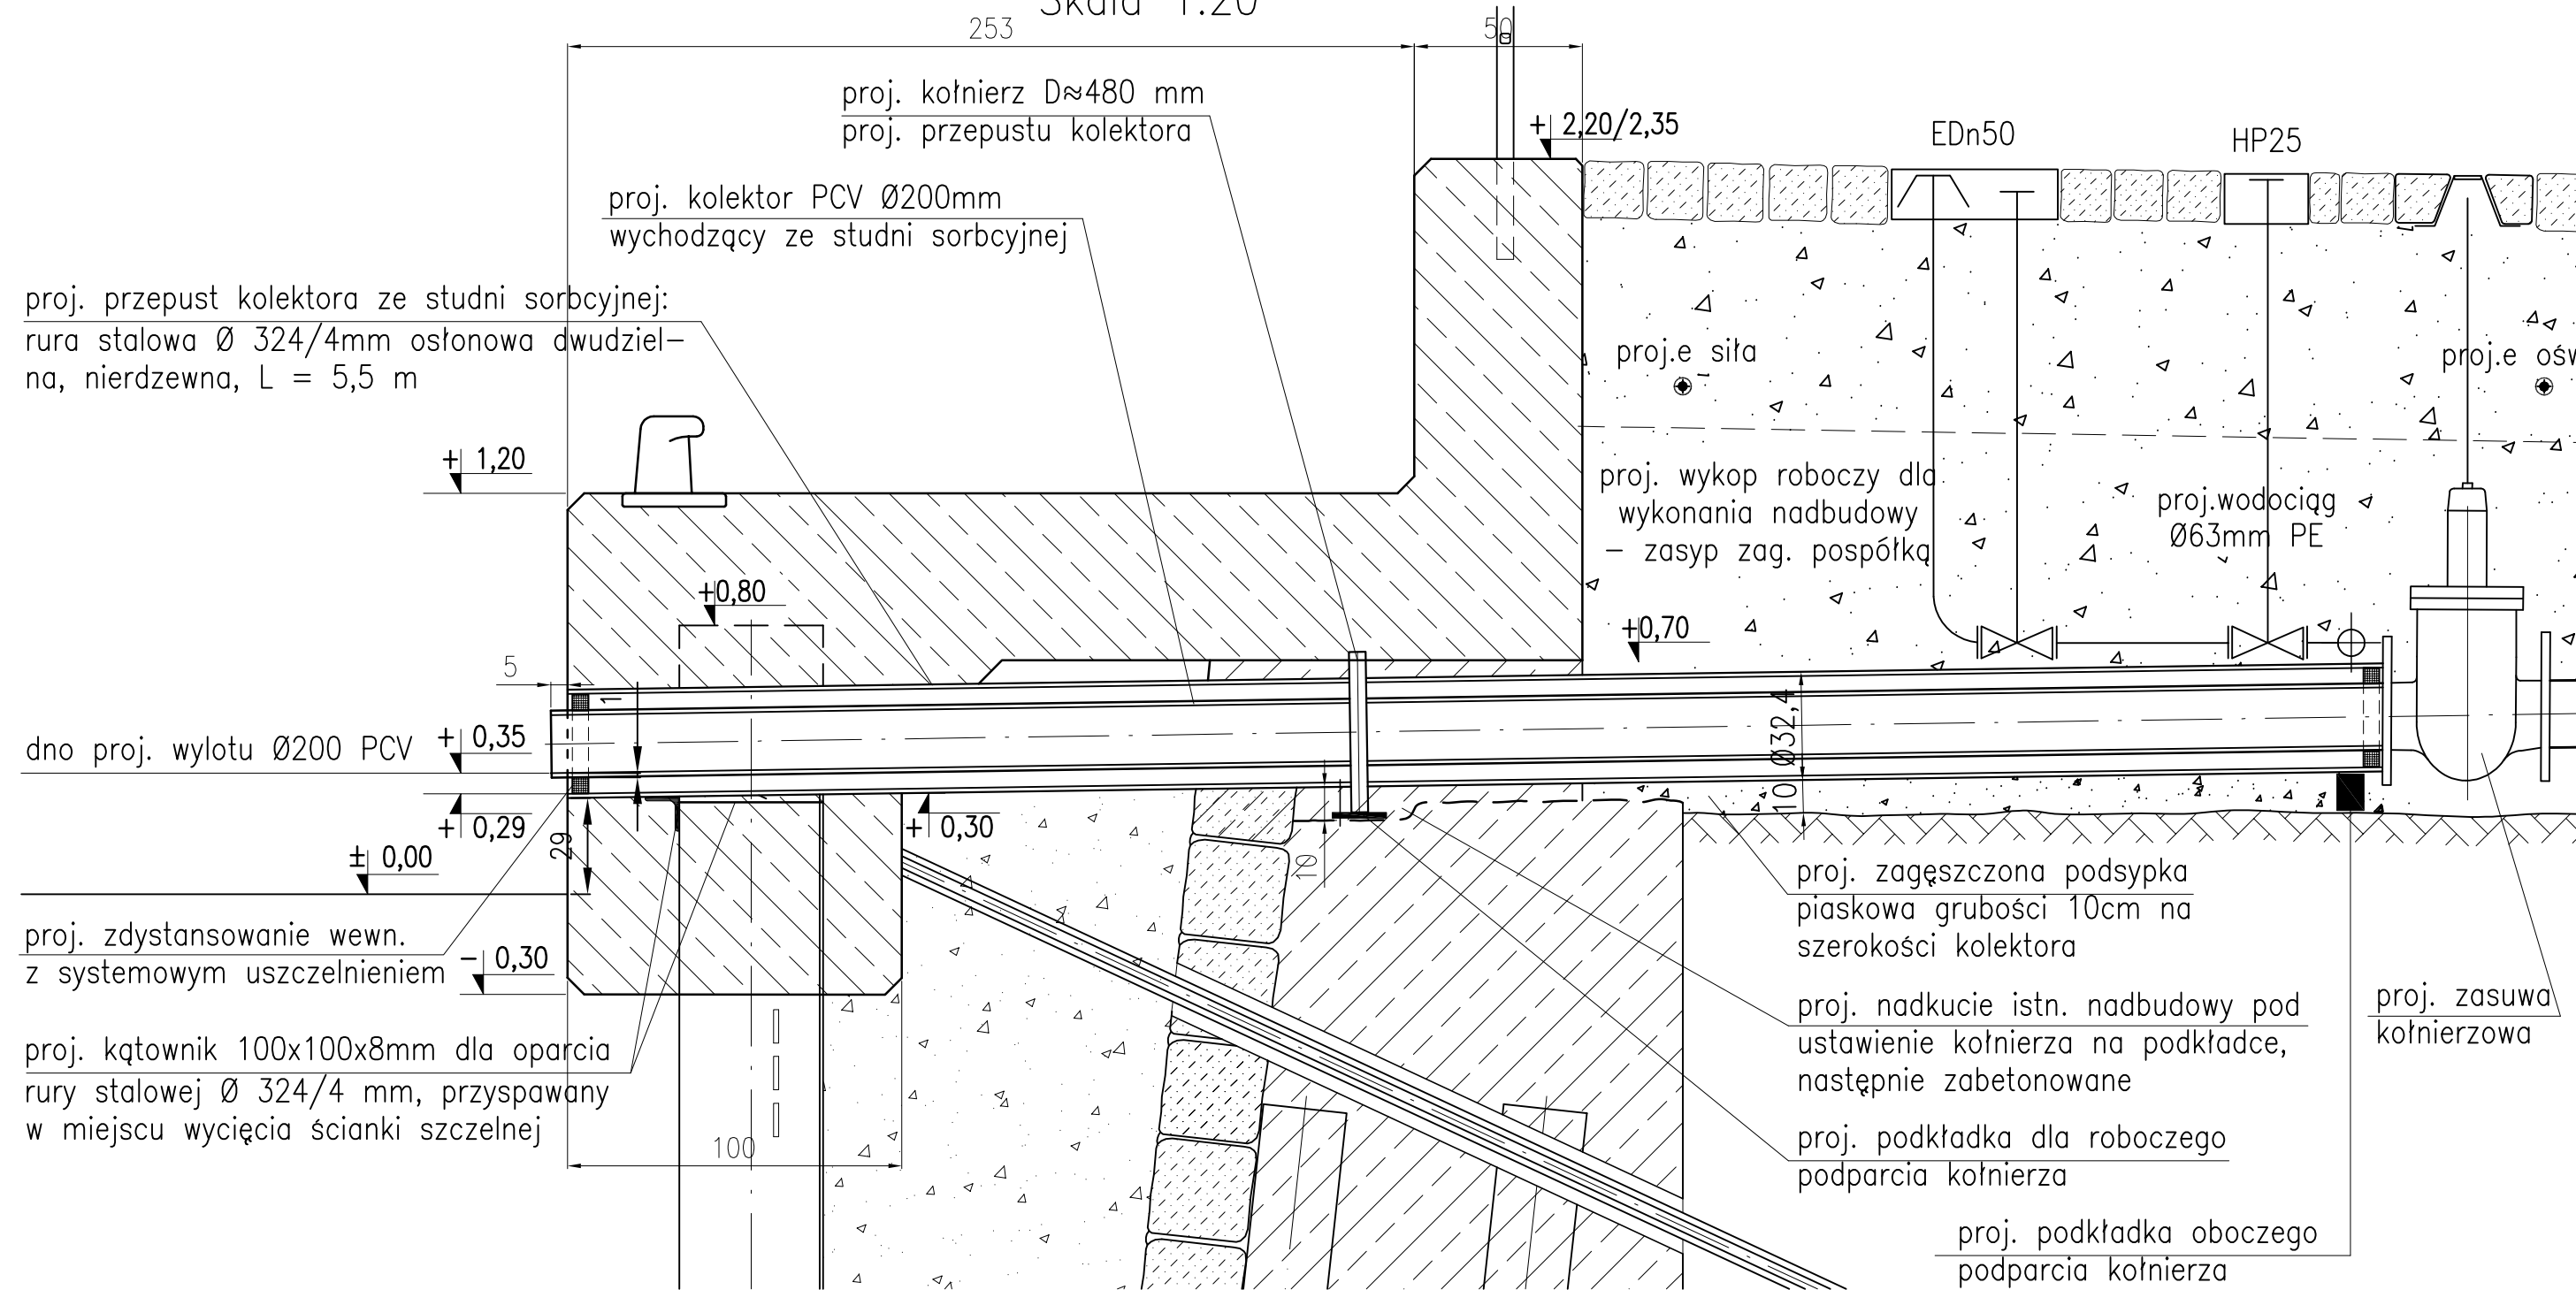 Skala 1:20
253
50
proj. kołnierz D≈480 mm
proj. przepustu kolektora
+ 2,20/2,35
EDn50
HP25
proj. kolektor PCV Ø200mm
wychodzący ze studni sorbcyjnej
proj. przepust kolektora ze studni sorbcyjnej:
rura stalowa Ø 324/4mm osłonowa dwudziel-
na, nierdzewna, L = 5,5 m
proj.e siła
proj.e ośw
+ 1,20
proj. wykop roboczy dla
wykonania nadbudowy
- zasyp zag. pospółką
proj.wodociąg
Ø63mm PE
+0,80
+0,70
5
1
Ø32,4
10
dno proj. wylotu Ø200 PCV
+ 0,35
+ 0,29
+ 0,30
29
10
± 0,00
proj. zdystansowanie wewn.
z systemowym uszczelnieniem
- 0,30
proj. kątownik 100x100x8mm dla oparcia
rury stalowej Ø 324/4 mm, przyspawany
w miejscu wycięcia ścianki szczelnej
100
proj. zagęszczona podsypka
piaskowa grubości 10cm na
szerokości kolektora
proj. nadkucie istn. nadbudowy pod
ustawienie kołnierza na podkładce,
następnie zabetonowane
proj. zasuwa
kołnierzowa
proj. podkładka dla roboczego
podparcia kołnierza
proj. podkładka oboczego
podparcia kołnierza